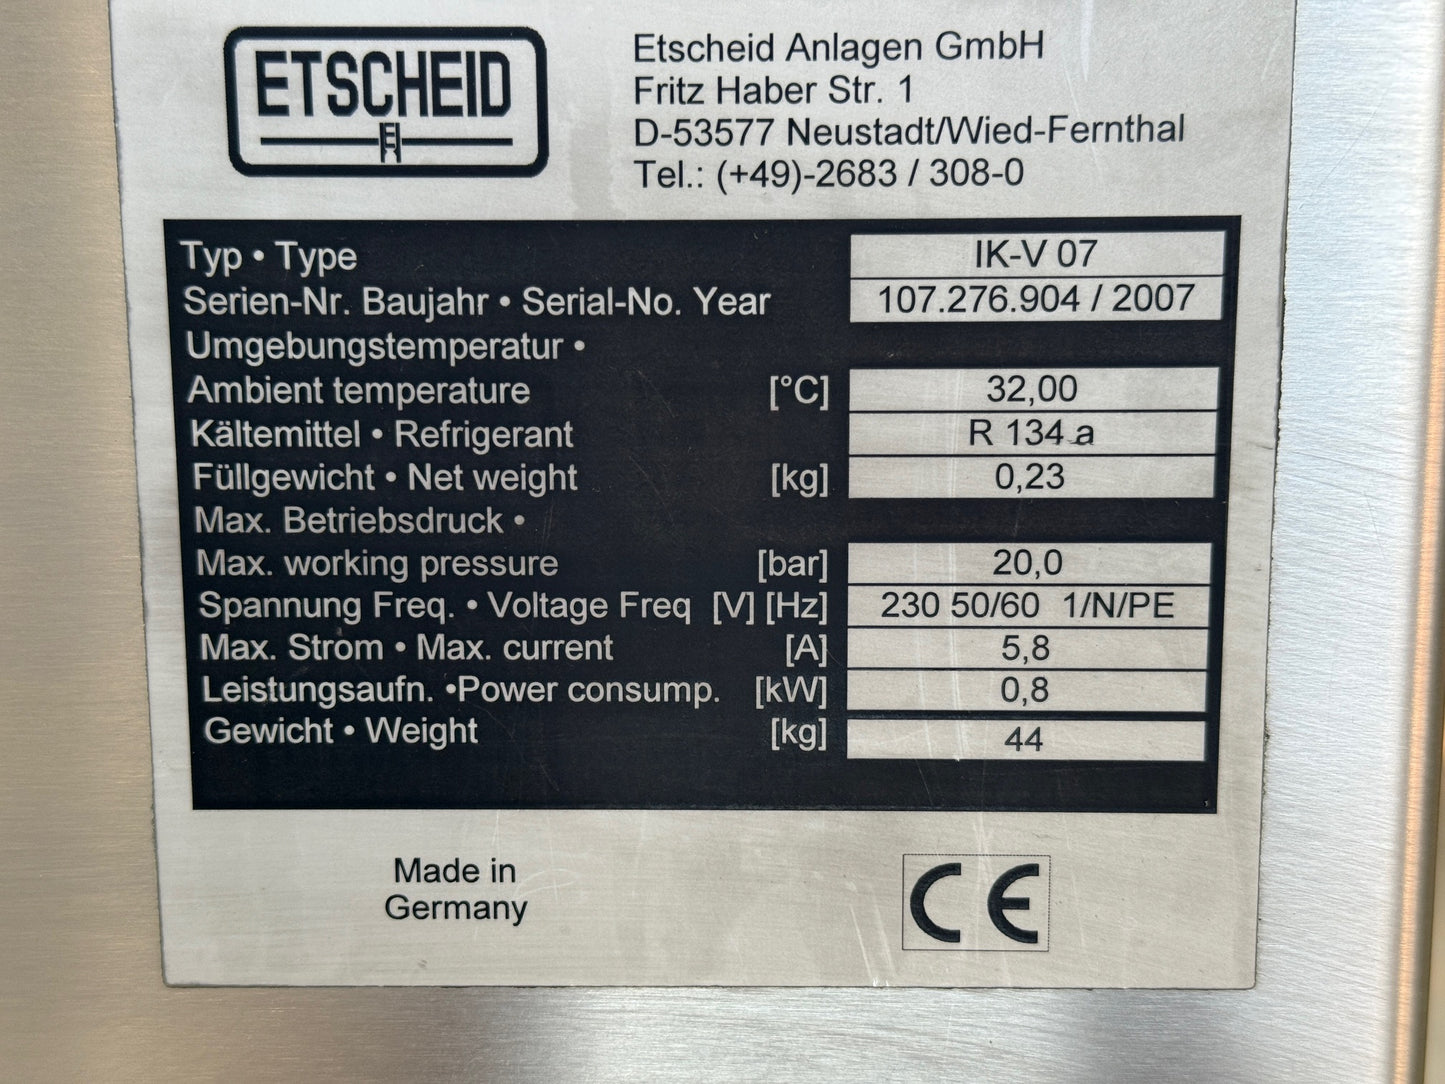 ETSCHEID
Etscheid Anlagen GmbH
Fritz Haber Str. 1
D-53577 Neustadt/Wied-Fernthal
Tel.: (+49)-2683 / 308-0
Typ • Type IK-V 07
Serien-Nr. Baujahr • Serial-No. Year 107.276.904 / 2007
Umgebungstemperatur •
Ambient temperature [°C] 32,00
Kältemittel • Refrigerant R 134 a
Füllgewicht • Net weight [kg] 0,23
Max. Betriebsdruck •
Max. working pressure [bar] 20,0
Spannung Freq. • Voltage Freq [V] [Hz] 230 50/60 1/N/PE
Max. Strom • Max. current [A] 5,8
Leistungsaufn. •Power consump. [kW] 0,8
Gewicht • Weight [kg] 44
Made in
Germany
CE